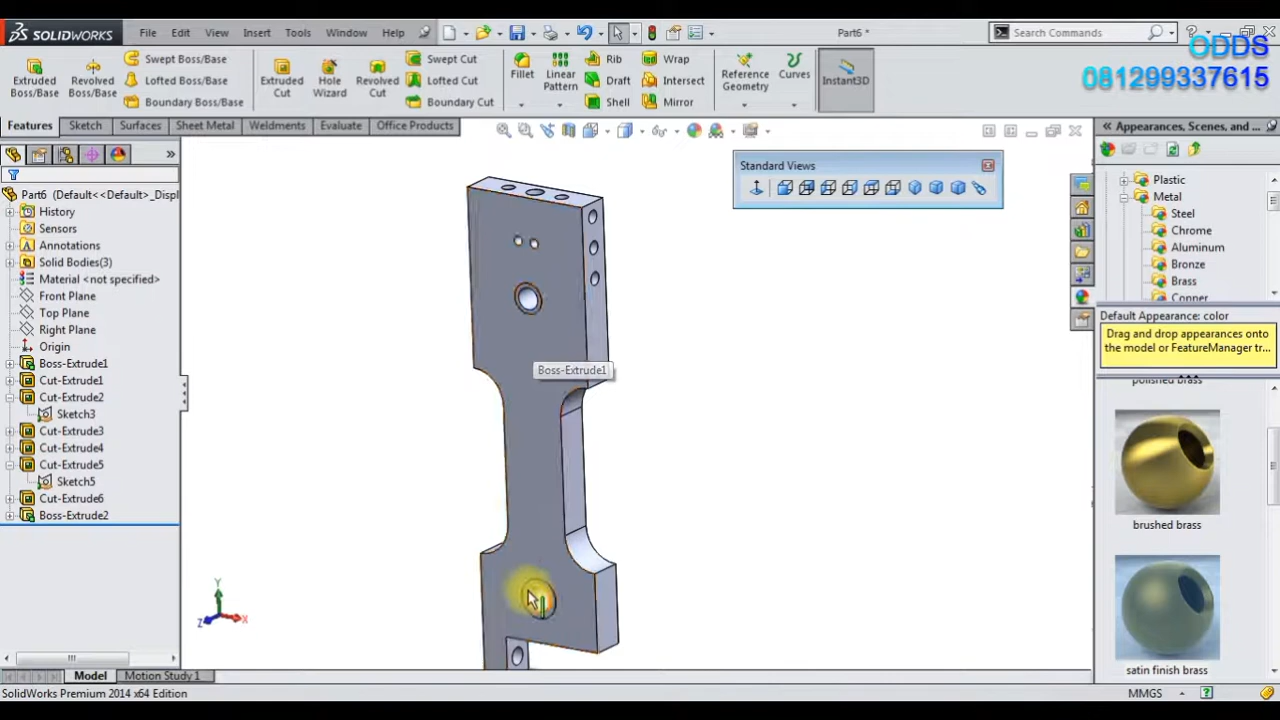 SOLIDWORKS
File Edit View Insert Tools Window Help
Part6 *
Search Commands
ODDS
081299337615
Extruded Boss/Base
Revolved Boss/Base
Swept Boss/Base
Lofted Boss/Base
Boundary Boss/Base
Extruded Cut
Hole Wizard
Revolved Cut
Swept Cut
Lofted Cut
Boundary Cut
Fillet
Linear Pattern
Rib
Draft
Shell
Wrap
Intersect
Mirror
Reference Geometry
Curves
Instant3D
Features Sketch Surfaces Sheet Metal Weldments Evaluate Office Products
Part6 (Default<<Default>_Displ
History
Sensors
Annotations
Solid Bodies(3)
Material <not specified>
Front Plane
Top Plane
Right Plane
Origin
Boss-Extrude1
Cut-Extrude1
Cut-Extrude2
Sketch3
Cut-Extrude3
Cut-Extrude4
Cut-Extrude5
Sketch5
Cut-Extrude6
Boss-Extrude2
Standard Views
Boss-Extrude1
Y
Z X
Appearances, Scenes, and ...
Plastic
Metal
Steel
Chrome
Aluminum
Bronze
Brass
Copper
Default Appearance: color
Drag and drop appearances onto
the model or FeatureManager tr...
polished brass
brushed brass
satin finish brass
Model Motion Study 1
SolidWorks Premium 2014 x64 Edition
MMGS